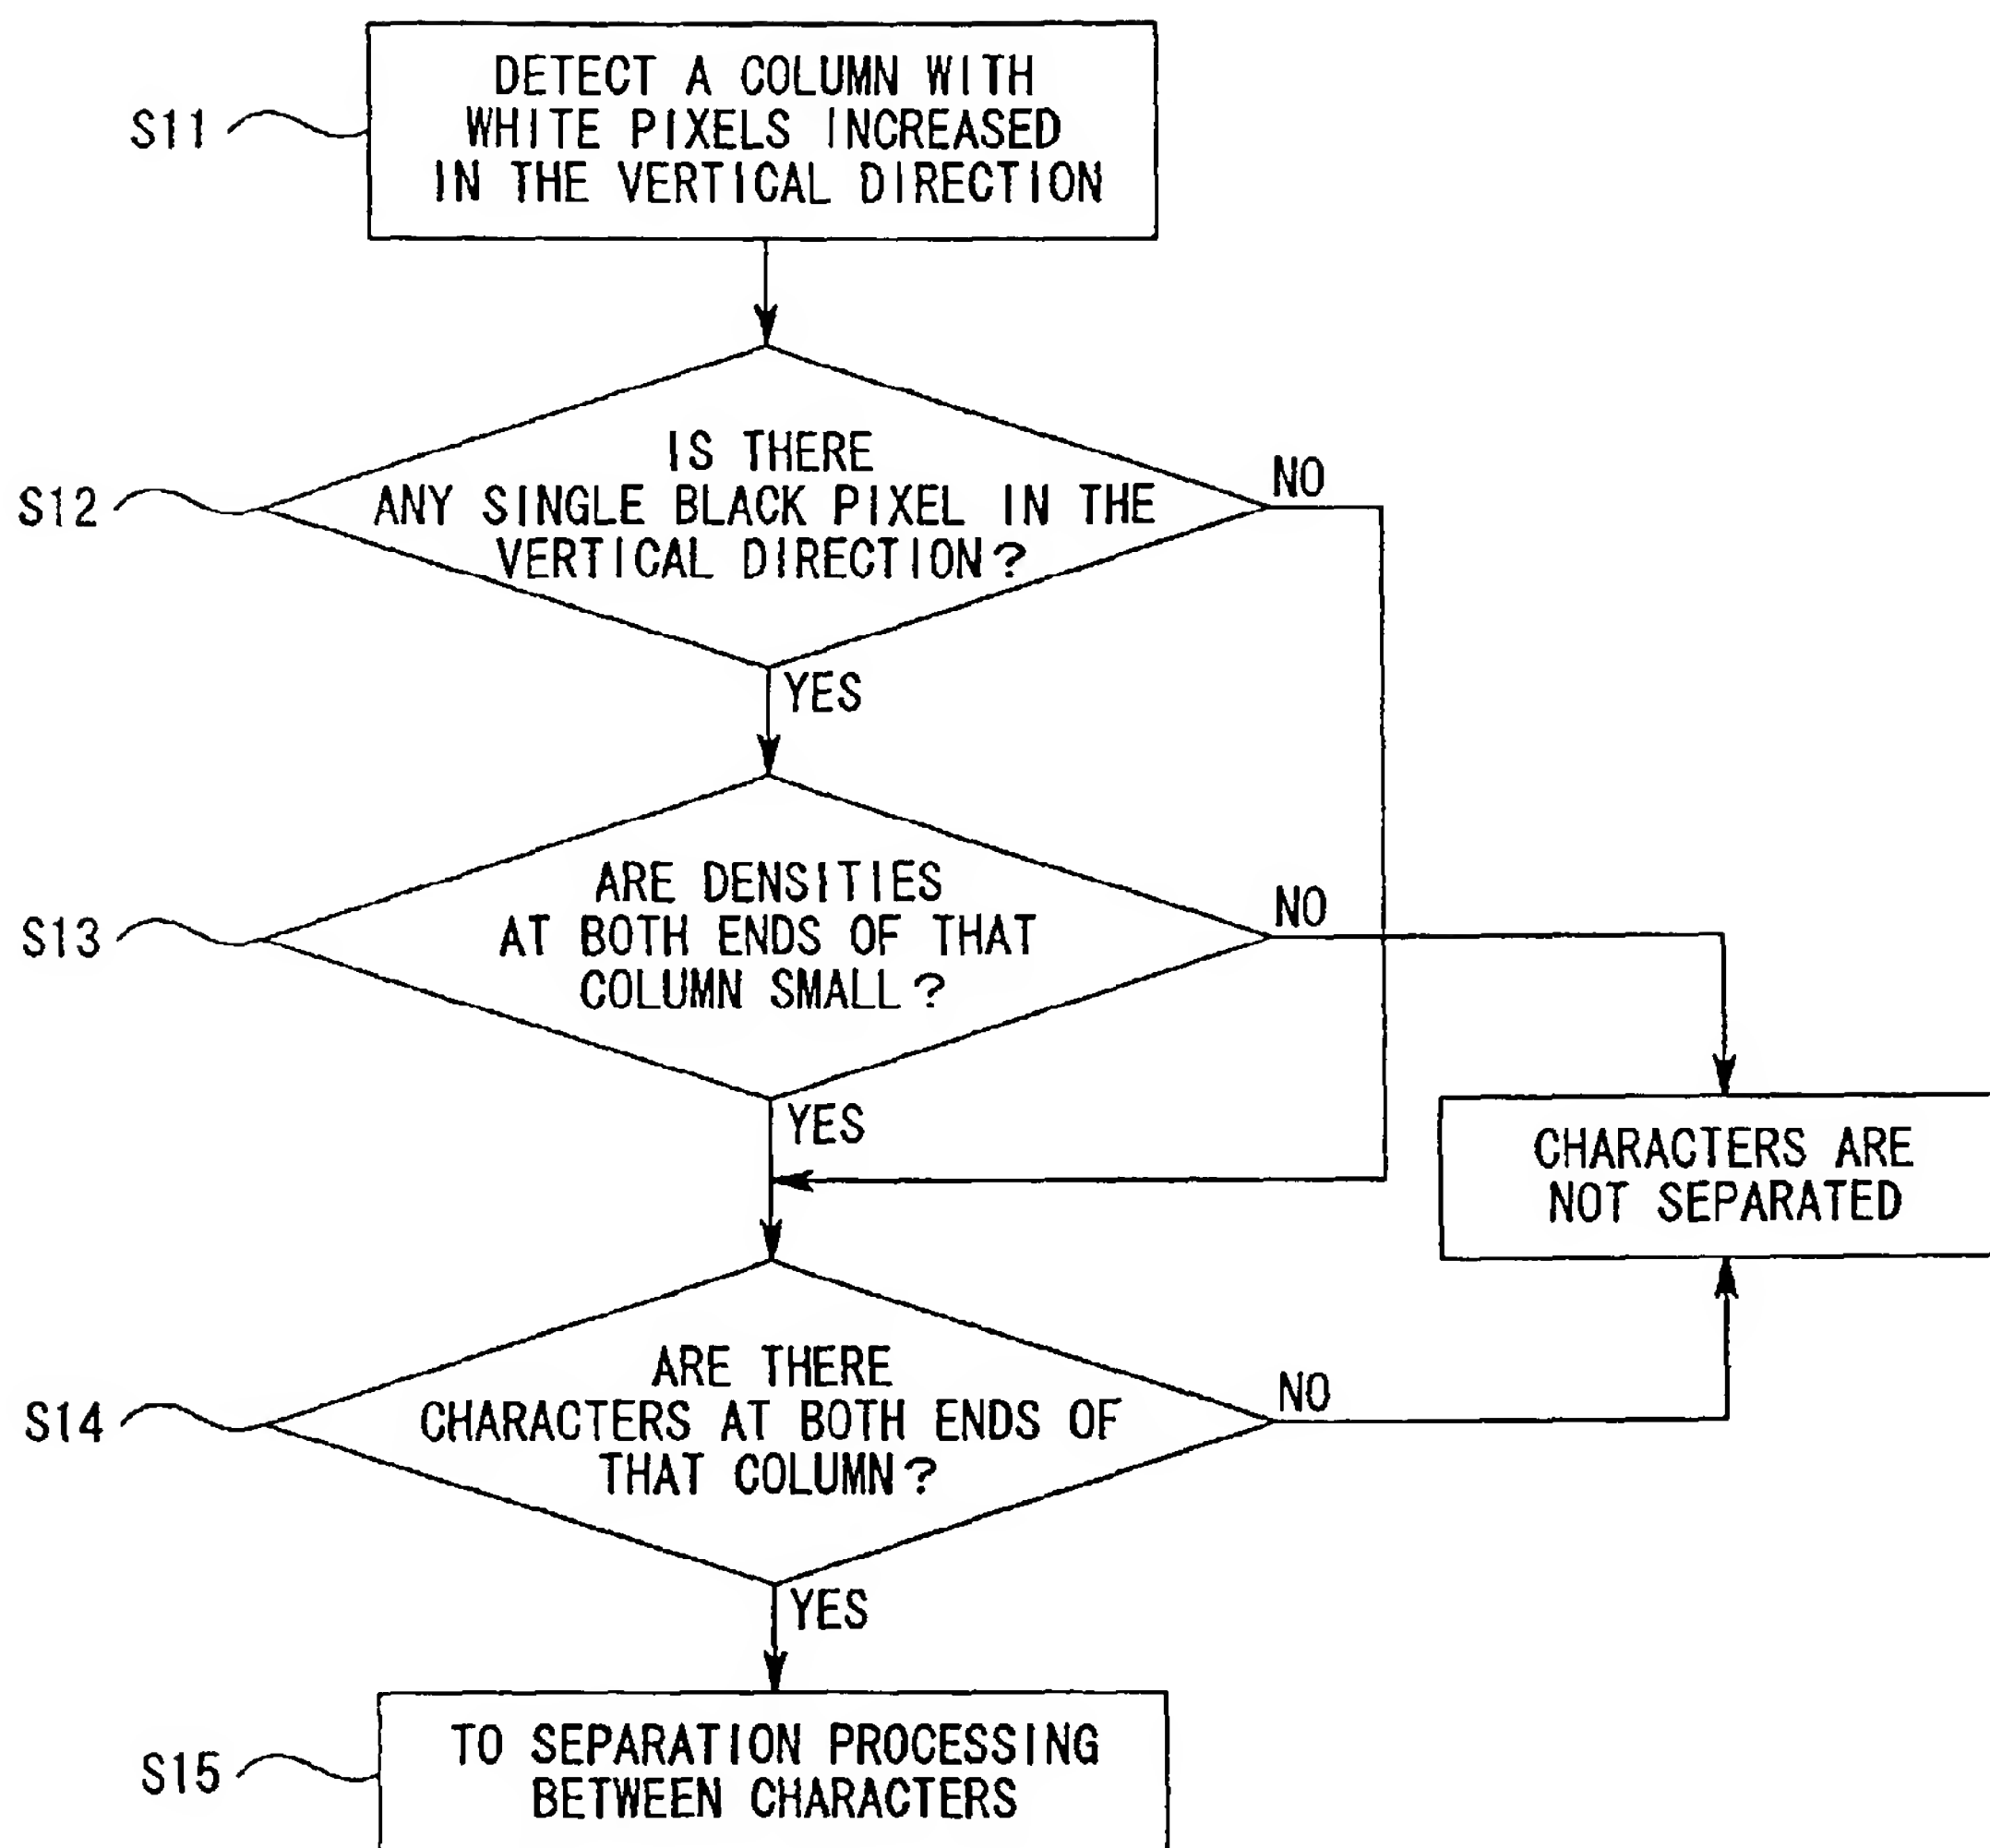 DETECT A COLUMN WITH
WHITE PIXELS INCREASED
IN THE VERTICAL DIRECTION
S11
IS THERE
ANY SINGLE BLACK PIXEL IN THE
VERTICAL DIRECTION?
S12
NO
YES
ARE DENSITIES
AT BOTH ENDS OF THAT
COLUMN SMALL?
S13
NO
YES
CHARACTERS ARE
NOT SEPARATED
ARE THERE
CHARACTERS AT BOTH ENDS OF
THAT COLUMN?
S14
NO
YES
TO SEPARATION PROCESSING
BETWEEN CHARACTERS
S15